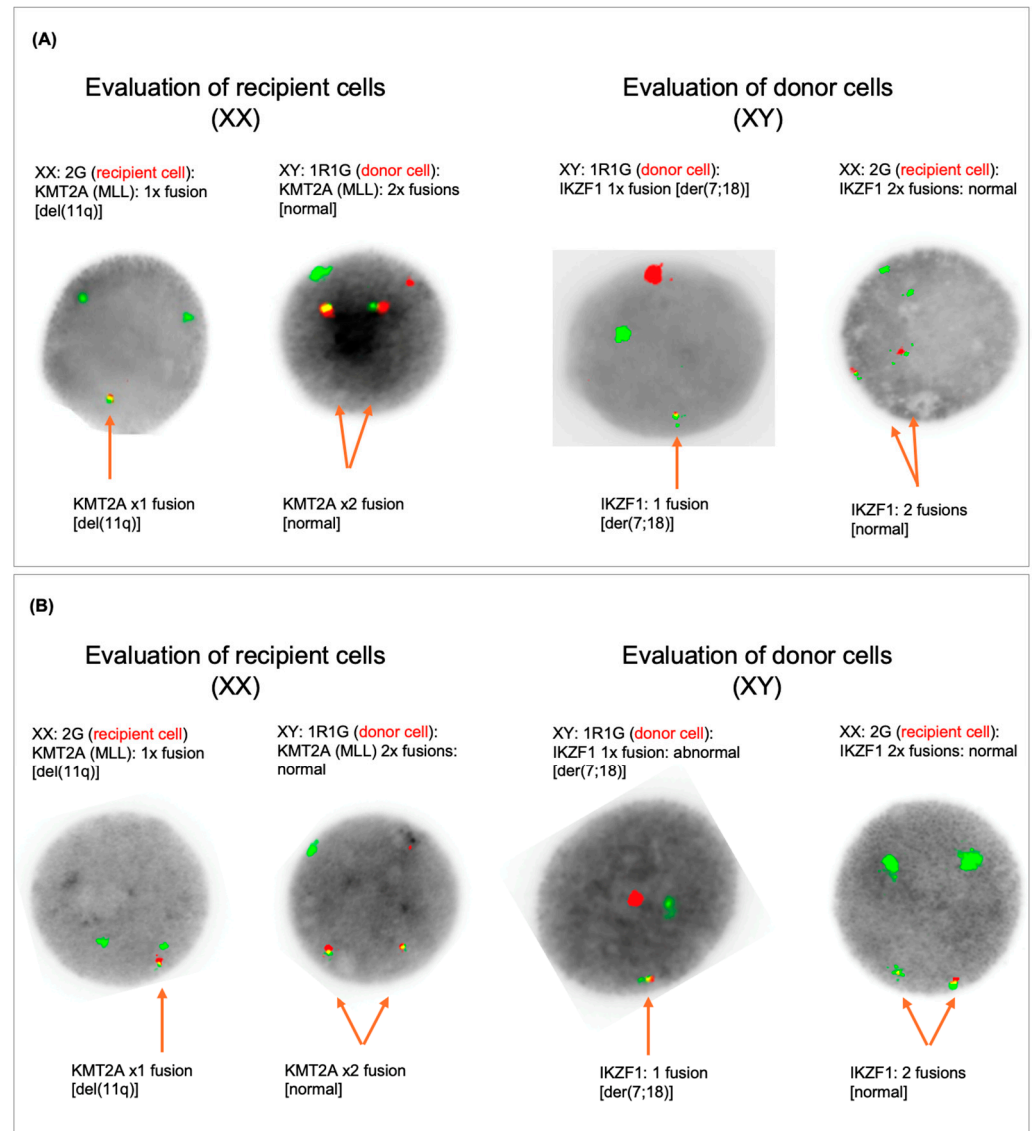 (A)
Evaluation of recipient cells
(XX)
Evaluation of donor cells
(XY)
XX: 2G (recipient cell):
KMT2A (MLL): 1x fusion
[del(11q)]
XY: 1R1G (donor cell):
KMT2A (MLL): 2x fusions
[normal]
XY: 1R1G (donor cell):
IKZF1 1x fusion [der(7;18)]
XX: 2G (recipient cell):
IKZF1 2x fusions: normal
KMT2A x1 fusion
[del(11q)]
KMT2A x2 fusion
[normal]
IKZF1: 1 fusion
[der(7;18)]
IKZF1: 2 fusions
[normal]
(B)
Evaluation of recipient cells
(XX)
Evaluation of donor cells
(XY)
XX: 2G (recipient cell)
KMT2A (MLL): 1x fusion
[del(11q)]
XY: 1R1G (donor cell):
KMT2A (MLL) 2x fusions:
normal
XY: 1R1G (donor cell):
IKZF1 1x fusion: abnormal
[der(7;18)]
XX: 2G (recipient cell):
IKZF1 2x fusions: normal
KMT2A x1 fusion
[del(11q)]
KMT2A x2 fusion
[normal]
IKZF1: 1 fusion
[der(7;18)]
IKZF1: 2 fusions
[normal]